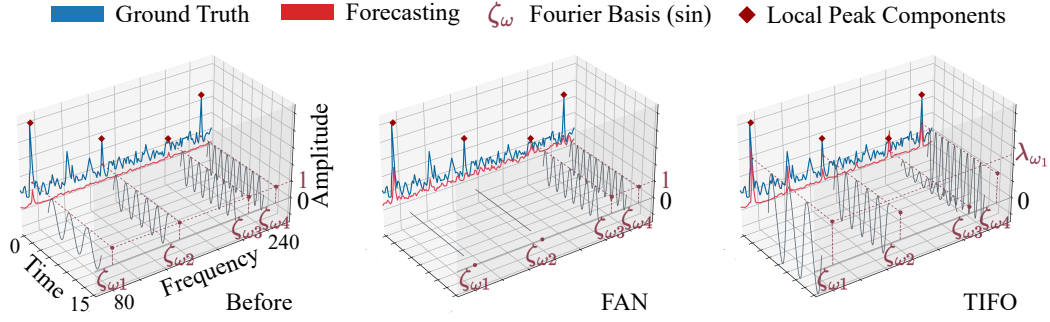 Ground Truth Forecasting ζω Fourier Basis (sin) Local Peak Components
Amplitude
1
0
0
Time
15
80
Frequency
240
ζω1
ζω2
ζω3
ζω4
Before
1
0
ζω1
ζω2
ζω3
ζω4
FAN
λω1
0
ζω1
ζω2
ζω3
ζω4
TIFO